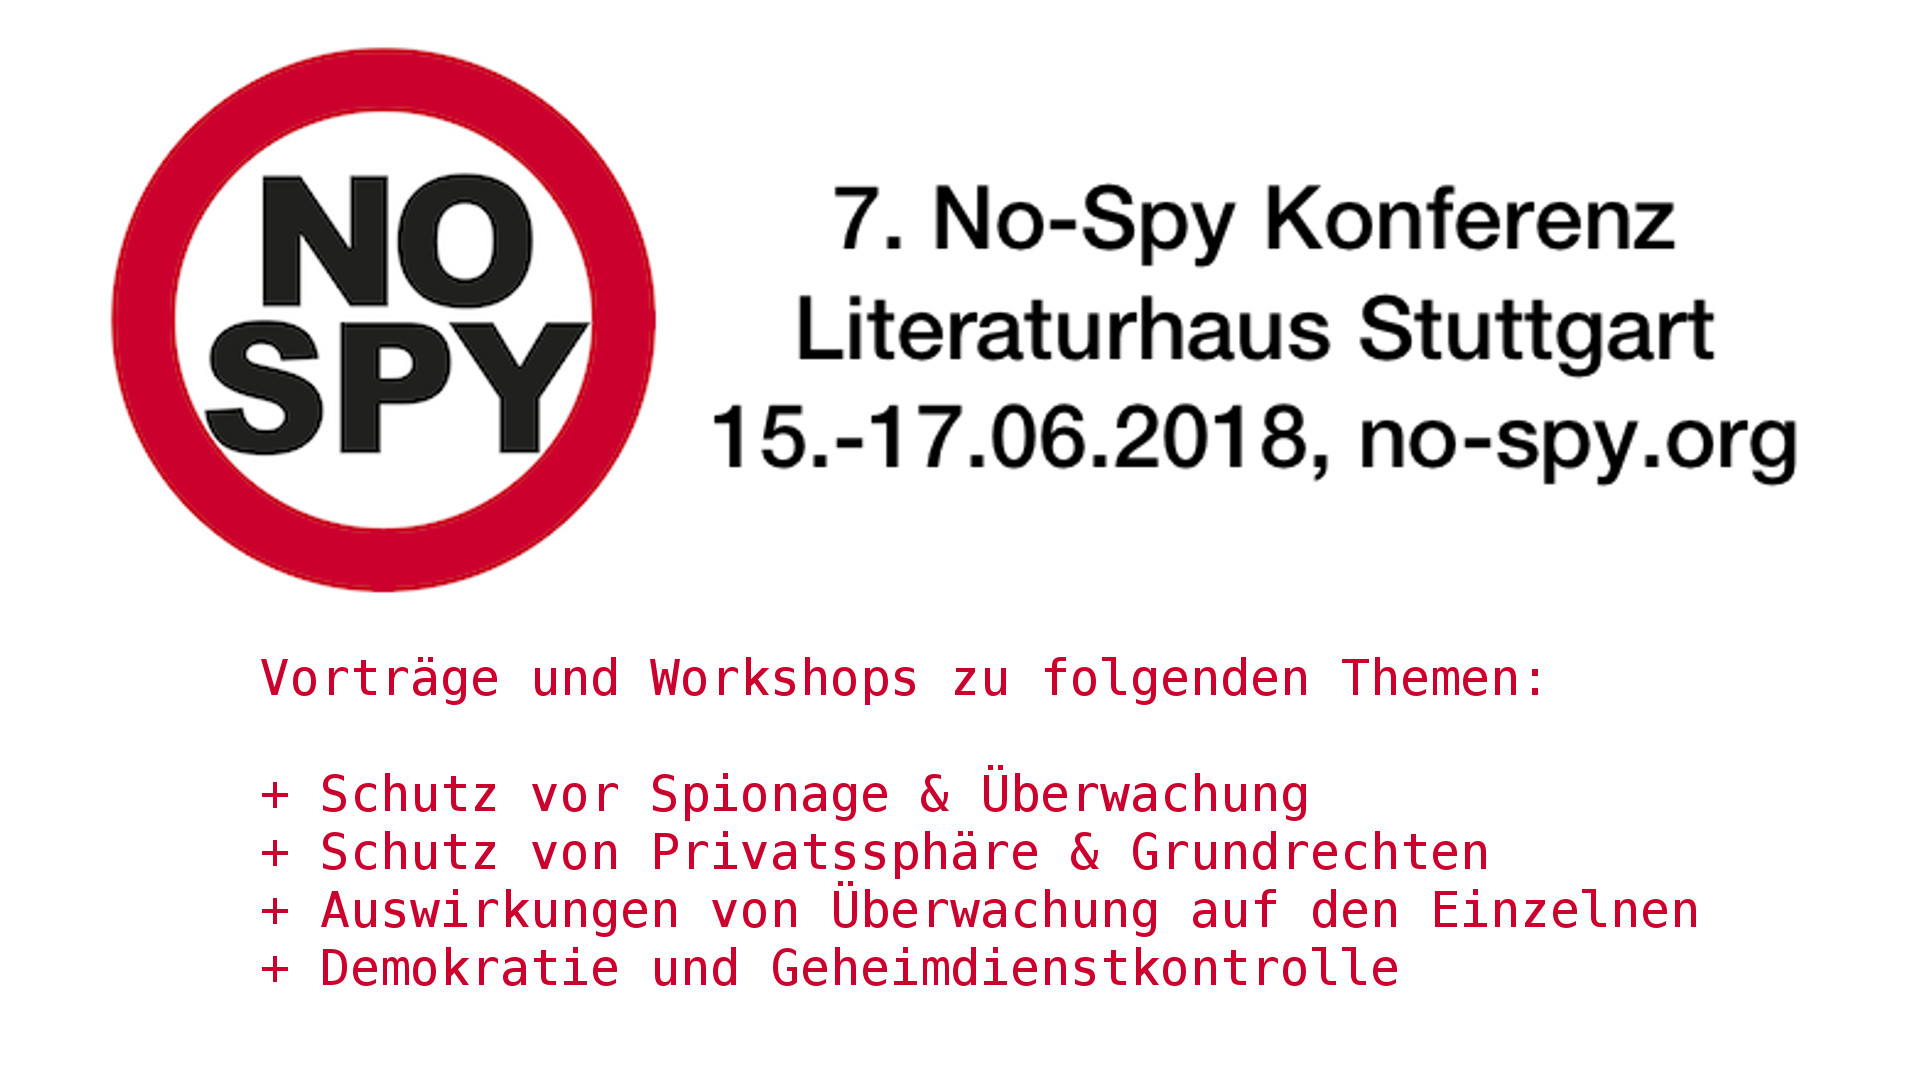 NO
SPY
7. No-Spy Konferenz
Literaturhaus Stuttgart
15.-17.06.2018, no-spy.org
Vorträge und Workshops zu folgenden Themen:
+ Schutz vor Spionage & Überwachung
+ Schutz von Privatssphäre & Grundrechten
+ Auswirkungen von Überwachung auf den Einzelnen
+ Demokratie und Geheimdienstkontrolle